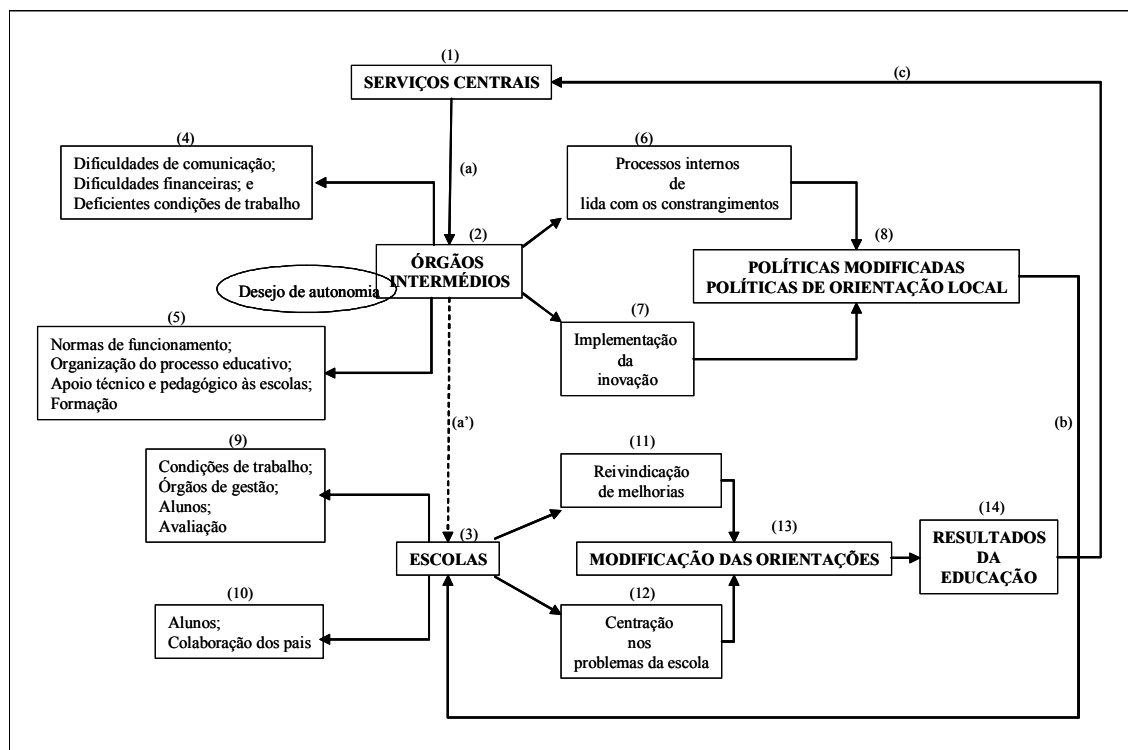 (1)
SERVIÇOS CENTRAIS
(c)
(4)
Dificuldades de comunicação;
Dificuldades financeiras; e
Deficientes condições de trabalho
(a)
(6)
Processos internos
de
lida com os constrangimentos
(2)
ÓRGÃOS
INTERMÉDIOS
Desejo de autonomia
(8)
POLÍTICAS MODIFICADAS
POLÍTICAS DE ORIENTAÇÃO LOCAL
(5)
Normas de funcionamento;
Organização do processo educativo;
Apoio técnico e pedagógico às escolas;
Formação
(7)
Implementação
da
inovação
(a’)
(b)
(9)
Condições de trabalho;
Órgãos de gestão;
Alunos;
Avaliação
(11)
Reivindicação
de melhorias
(3)
ESCOLAS
(13)
MODIFICAÇÃO DAS ORIENTAÇÕES
(14)
RESULTADOS
DA
EDUCAÇÃO
(10)
Alunos;
Colaboração dos pais
(12)
Centração
nos
problemas da escola